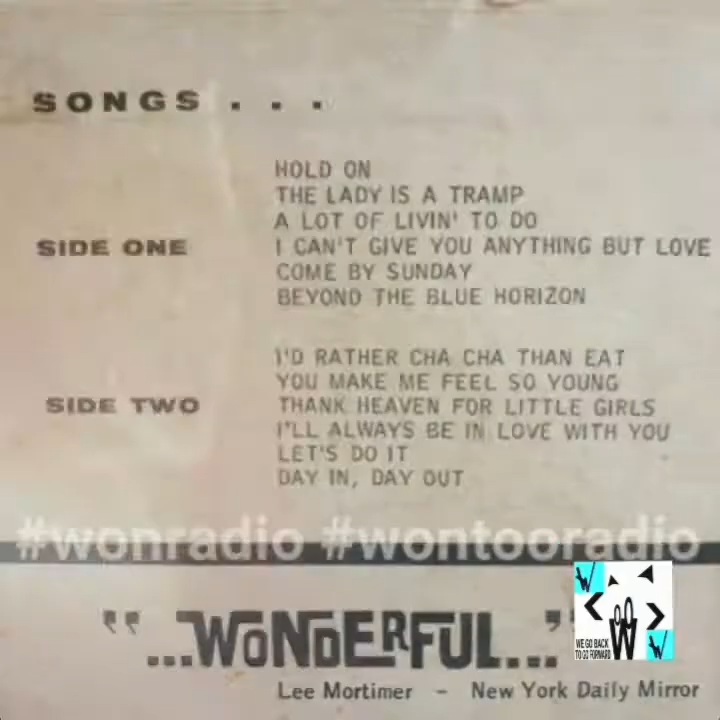 SONGS . . .
SIDE ONE
HOLD ON
THE LADY IS A TRAMP
A LOT OF LIVIN' TO DO
I CAN'T GIVE YOU ANYTHING BUT LOVE
COME BY SUNDAY
BEYOND THE BLUE HORIZON
SIDE TWO
I'D RATHER CHA CHA THAN EAT
YOU MAKE ME FEEL SO YOUNG
THANK HEAVEN FOR LITTLE GIRLS
I'LL ALWAYS BE IN LOVE WITH YOU
LET'S DO IT
DAY IN, DAY OUT
#wonradio #wontooradio
"...WONDERFUL..."
W
WE GO BACK
TO GO FORWARD
W
W
Lee Mortimer - New York Daily Mirror